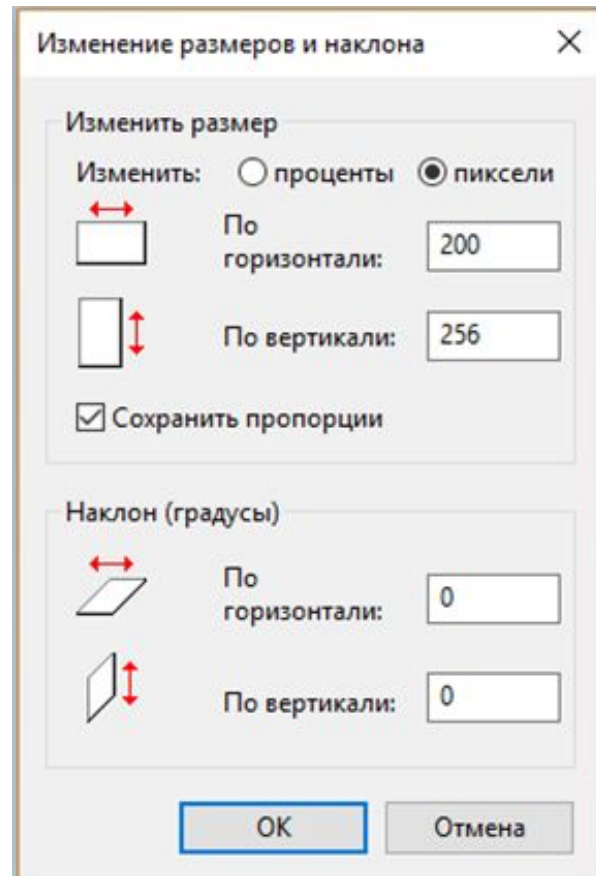 Изменение размеров и наклона
Изменить размер
Изменить: проценты пиксели
По
горизонтали: 200
По вертикали: 256
Сохранить пропорции
Наклон (градусы)
По
горизонтали: 0
По вертикали: 0
ОК Отмена